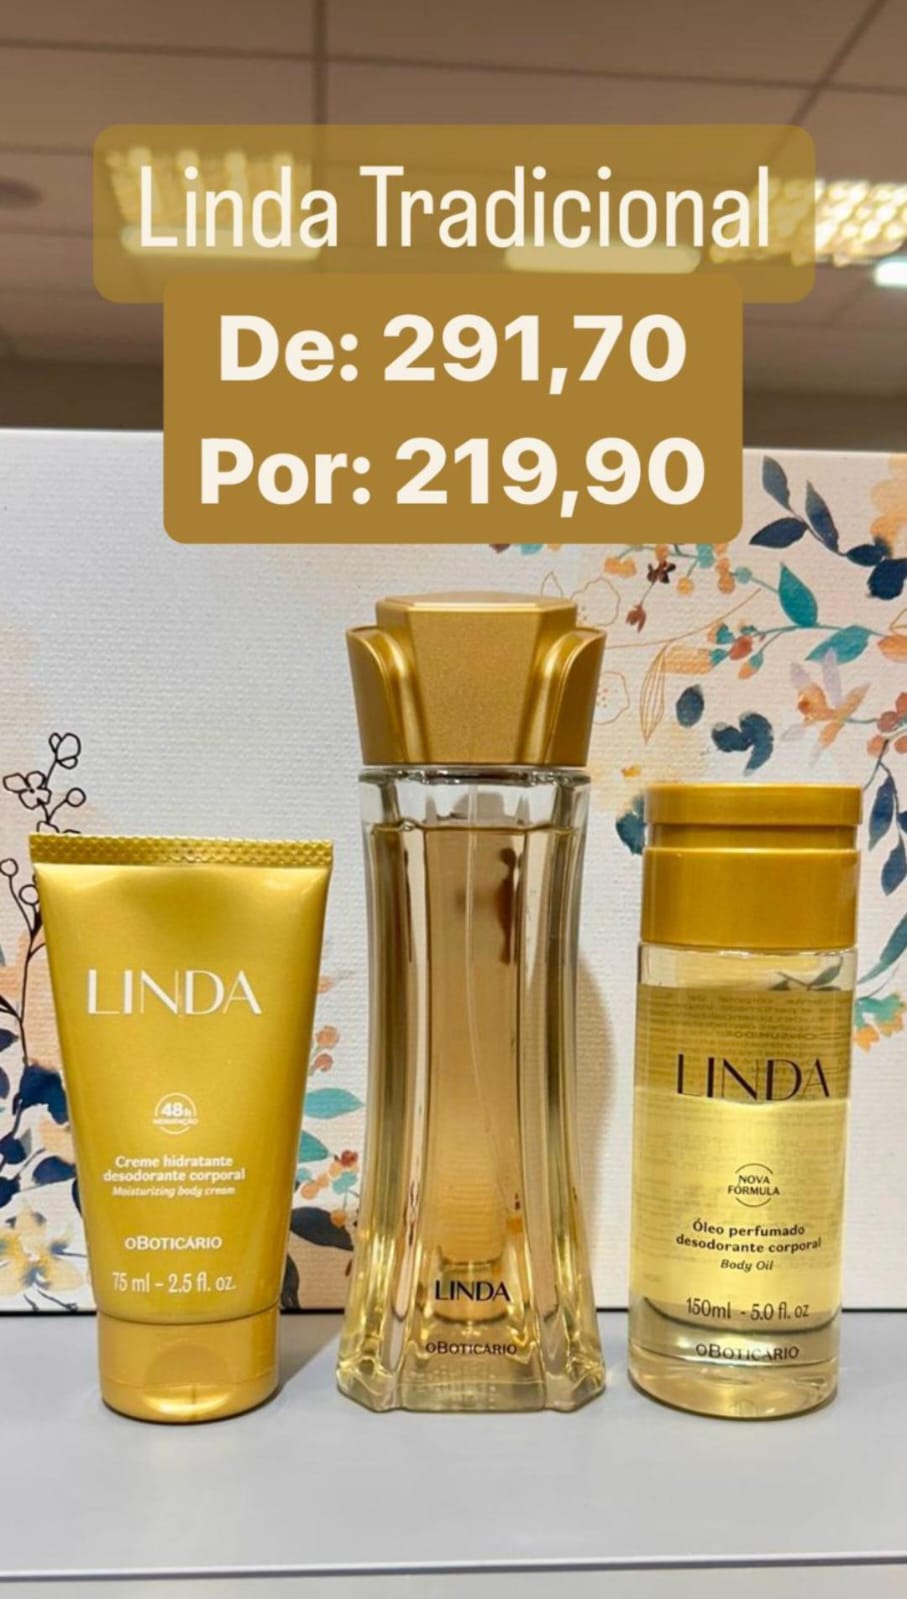 Linda Tradicional
De: 291,70
Por: 219,90
LINDA
48h
HIDRATAÇÃO
Creme hidratante
desodorante corporal
Moisturizing body cream
oBOTICÁRIO
75 ml - 2.5 fl. oz.
LINDA
oBOTICÁRIO
LINDA
NOVA
FÓRMULA
Óleo perfumado
desodorante corporal
Body Oil
150ml - 5.0 fl. oz
oBOTICÁRIO